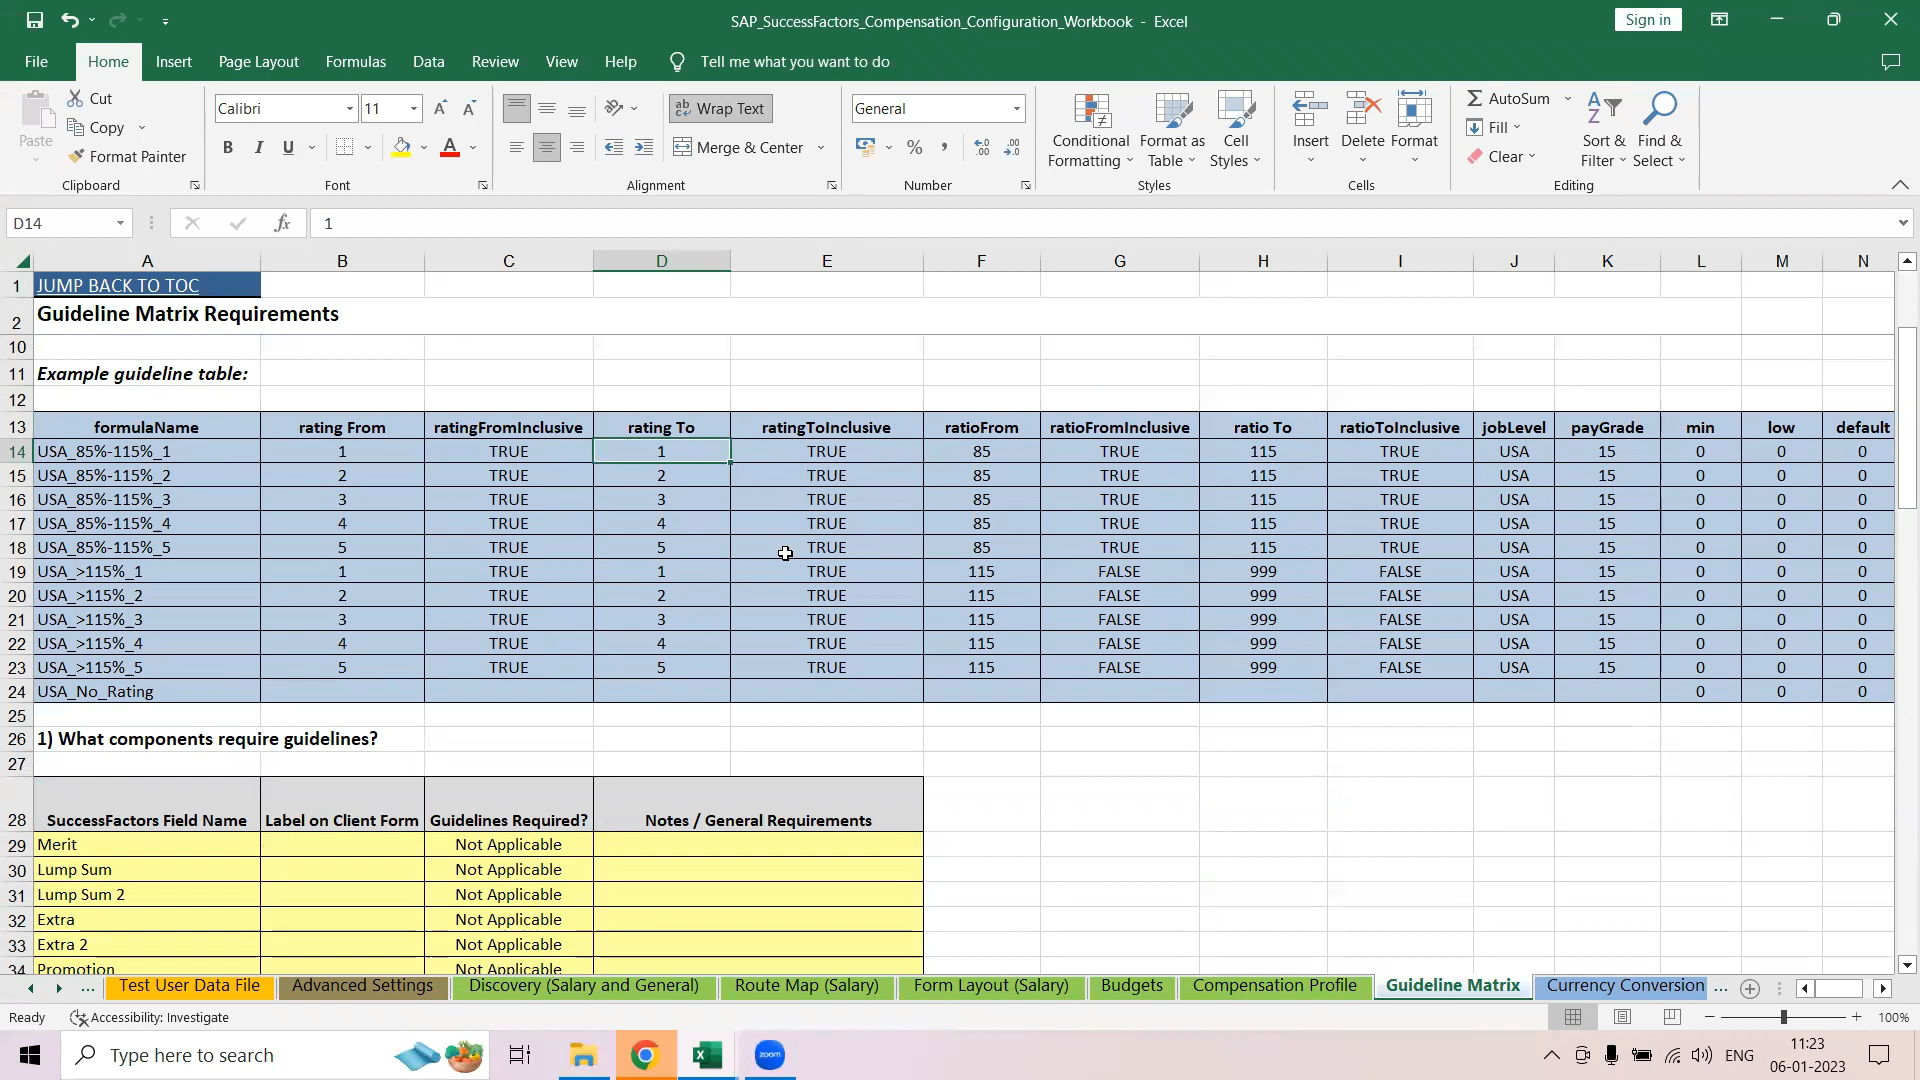 SAP_SuccessFactors_Compensation_Configuration_Workbook - Excel
Sign in
File Home Insert Page Layout Formulas Data Review View Help Tell me what you want to do
Paste
Cut
Copy
Format Painter
Clipboard
Calibri 11
B I U
Font
Wrap Text
Merge & Center
Alignment
General
Number
Conditional Formatting
Format as Table
Cell Styles
Styles
Insert Delete Format
Cells
AutoSum
Fill
Clear
Sort & Filter
Find & Select
Editing
D14 fx 1
A B C D E F G H I J K L M N
1 JUMP BACK TO TOC
2 Guideline Matrix Requirements
10
11 Example guideline table:
12
13 formulaName rating From ratingFromInclusive rating To ratingToInclusive ratioFrom ratioFromInclusive ratio To ratioToInclusive jobLevel payGrade min low default
14 USA_85%-115%_1 1 TRUE 1 TRUE 85 TRUE 115 TRUE USA 15 0 0 0
15 USA_85%-115%_2 2 TRUE 2 TRUE 85 TRUE 115 TRUE USA 15 0 0 0
16 USA_85%-115%_3 3 TRUE 3 TRUE 85 TRUE 115 TRUE USA 15 0 0 0
17 USA_85%-115%_4 4 TRUE 4 TRUE 85 TRUE 115 TRUE USA 15 0 0 0
18 USA_85%-115%_5 5 TRUE 5 TRUE 85 TRUE 115 TRUE USA 15 0 0 0
19 USA_>115%_1 1 TRUE 1 TRUE 115 FALSE 999 FALSE USA 15 0 0 0
20 USA_>115%_2 2 TRUE 2 TRUE 115 FALSE 999 FALSE USA 15 0 0 0
21 USA_>115%_3 3 TRUE 3 TRUE 115 FALSE 999 FALSE USA 15 0 0 0
22 USA_>115%_4 4 TRUE 4 TRUE 115 FALSE 999 FALSE USA 15 0 0 0
23 USA_>115%_5 5 TRUE 5 TRUE 115 FALSE 999 FALSE USA 15 0 0 0
24 USA_No_Rating 0 0 0
25
26 1) What components require guidelines?
27
28 SuccessFactors Field Name Label on Client Form Guidelines Required? Notes / General Requirements
29 Merit Not Applicable
30 Lump Sum Not Applicable
31 Lump Sum 2 Not Applicable
32 Extra Not Applicable
33 Extra 2 Not Applicable
34 Promotion Not Applicable
... Test User Data File Advanced Settings Discovery (Salary and General) Route Map (Salary) Form Layout (Salary) Budgets Compensation Profile Guideline Matrix Currency Conversion ...
Ready Accessibility: Investigate 100%
Type here to search zoom ENG 11:23
06-01-2023